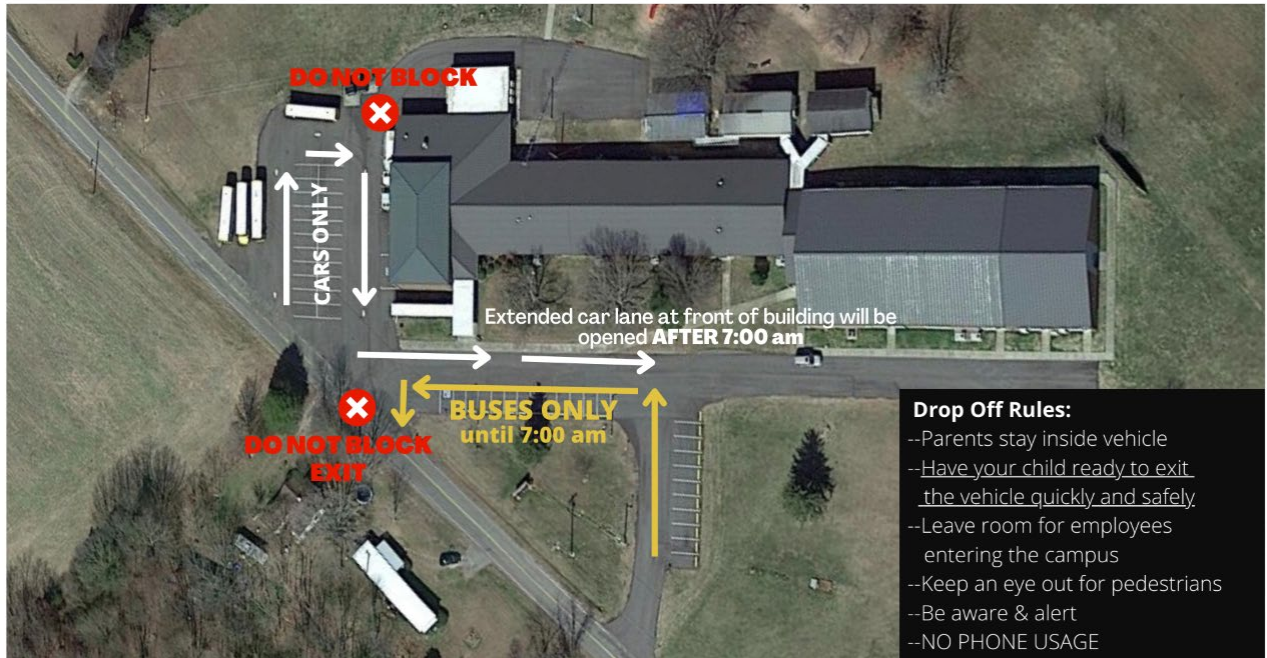 DO NOT BLOCK
CARS ONLY
Extended car lane at front of building will be
opened AFTER 7:00 am
BUSES ONLY
until 7:00 am
DO NOT BLOCK
EXIT
Drop Off Rules:
--Parents stay inside vehicle
--Have your child ready to exit
the vehicle quickly and safely
--Leave room for employees
entering the campus
--Keep an eye out for pedestrians
--Be aware & alert
--NO PHONE USAGE